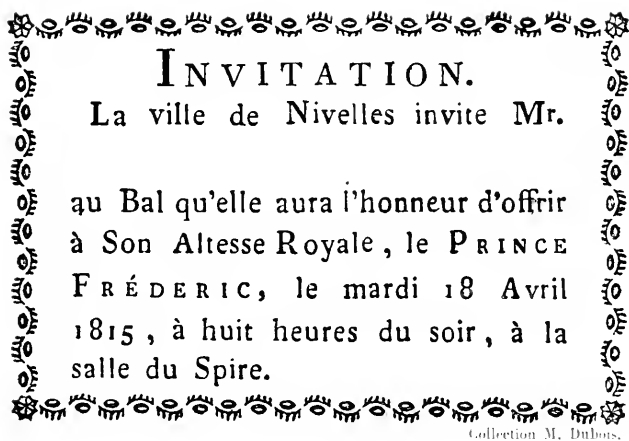 INVITATION.
La ville de Nivelles invite Mr.
au Bal qu'elle aura l'honneur d'offrir
à Son Altesse Royale, le PRINCE
FRÉDERIC, le mardi 18 Avril
1815, à huit heures du soir, à la
salle du Spire.
Collection M. Dubois.